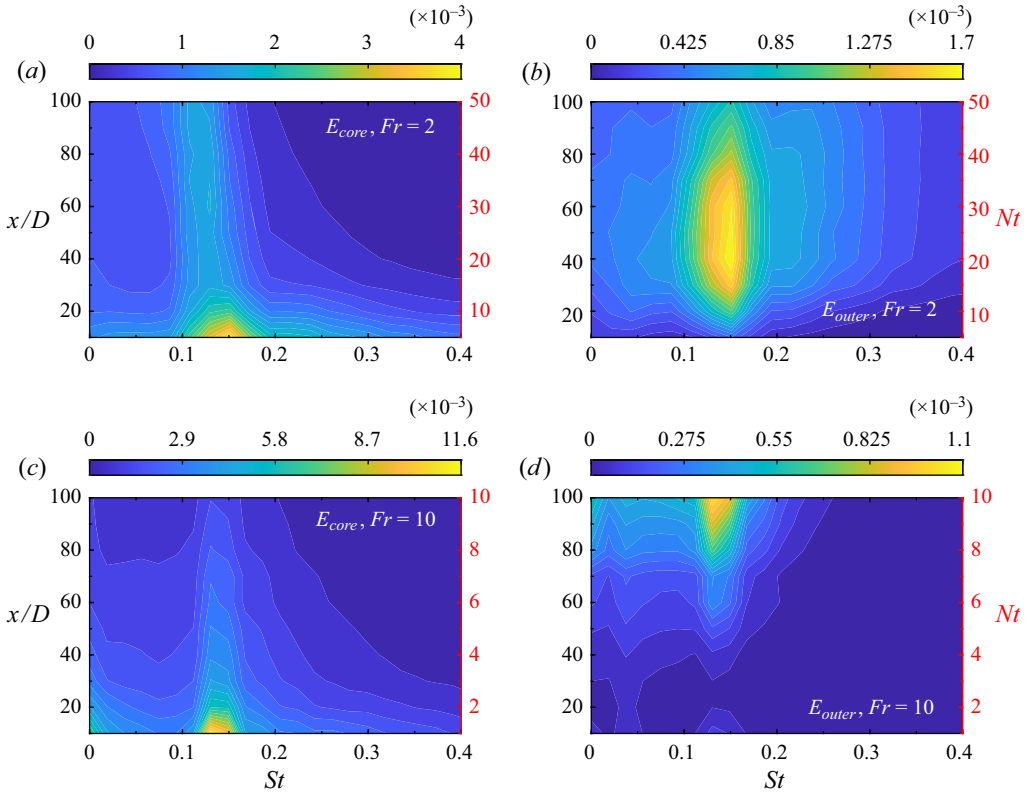 (×10⁻³) (×10⁻³)
0 1 2 3 4 0 0.425 0.85 1.275 1.7
(a) (b)
100 50 100 50
E_core, Fr = 2
80 40 80 40
x/D 60 30 60 30 Nt
40 20 40 20
20 10 20 10
E_outer, Fr = 2
0 0.1 0.2 0.3 0.4 0 0.1 0.2 0.3 0.4
(×10⁻³) (×10⁻³)
0 2.9 5.8 8.7 11.6 0 0.275 0.55 0.825 1.1
(c) (d)
100 10 100 10
E_core, Fr = 10
80 8 80 8
x/D 60 6 60 6 Nt
40 4 40 4
20 2 20 2
E_outer, Fr = 10
0 0.1 0.2 0.3 0.4 0 0.1 0.2 0.3 0.4
St St